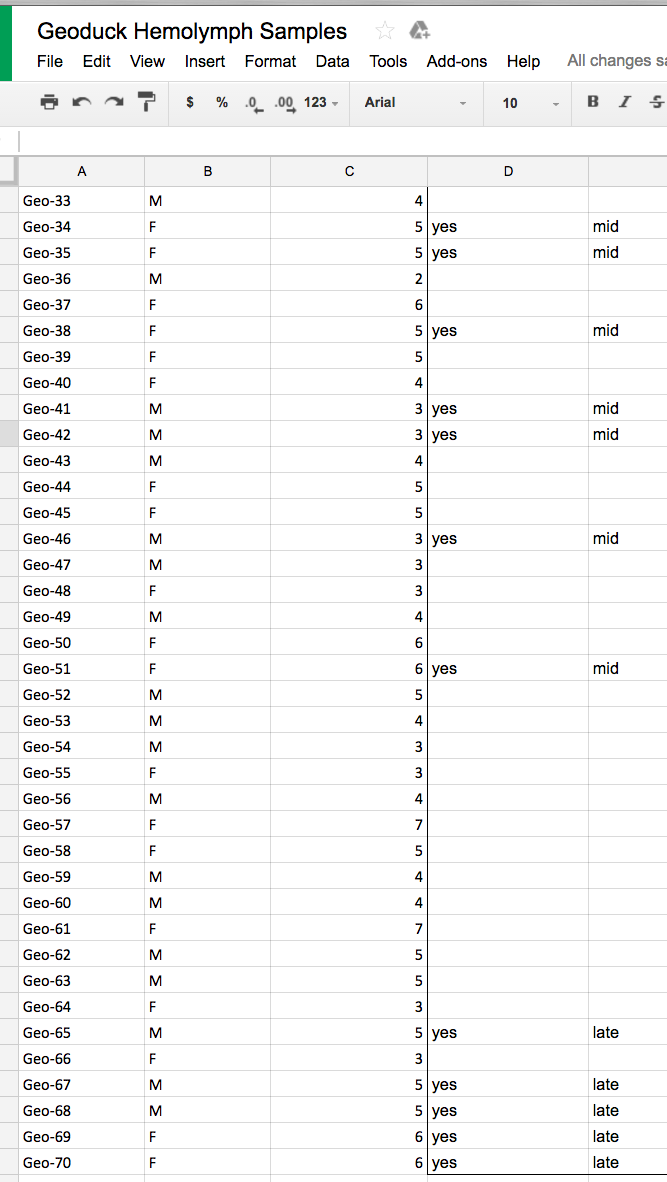 Geoduck Hemolymph Samples
File Edit View Insert Format Data Tools Add-ons Help All changes sa
$ % .0 .00 123 Arial 10 B I S
A B C D
Geo-33 M 4
Geo-34 F 5 yes mid
Geo-35 F 5 yes mid
Geo-36 M 2
Geo-37 F 6
Geo-38 F 5 yes mid
Geo-39 F 5
Geo-40 F 4
Geo-41 M 3 yes mid
Geo-42 M 3 yes mid
Geo-43 M 4
Geo-44 F 5
Geo-45 F 5
Geo-46 M 3 yes mid
Geo-47 M 3
Geo-48 F 3
Geo-49 M 4
Geo-50 F 6
Geo-51 F 6 yes mid
Geo-52 M 5
Geo-53 M 4
Geo-54 M 3
Geo-55 F 3
Geo-56 M 4
Geo-57 F 7
Geo-58 F 5
Geo-59 M 4
Geo-60 M 4
Geo-61 F 7
Geo-62 M 5
Geo-63 M 5
Geo-64 F 3
Geo-65 M 5 yes late
Geo-66 F 3
Geo-67 M 5 yes late
Geo-68 M 5 yes late
Geo-69 F 6 yes late
Geo-70 F 6 yes late